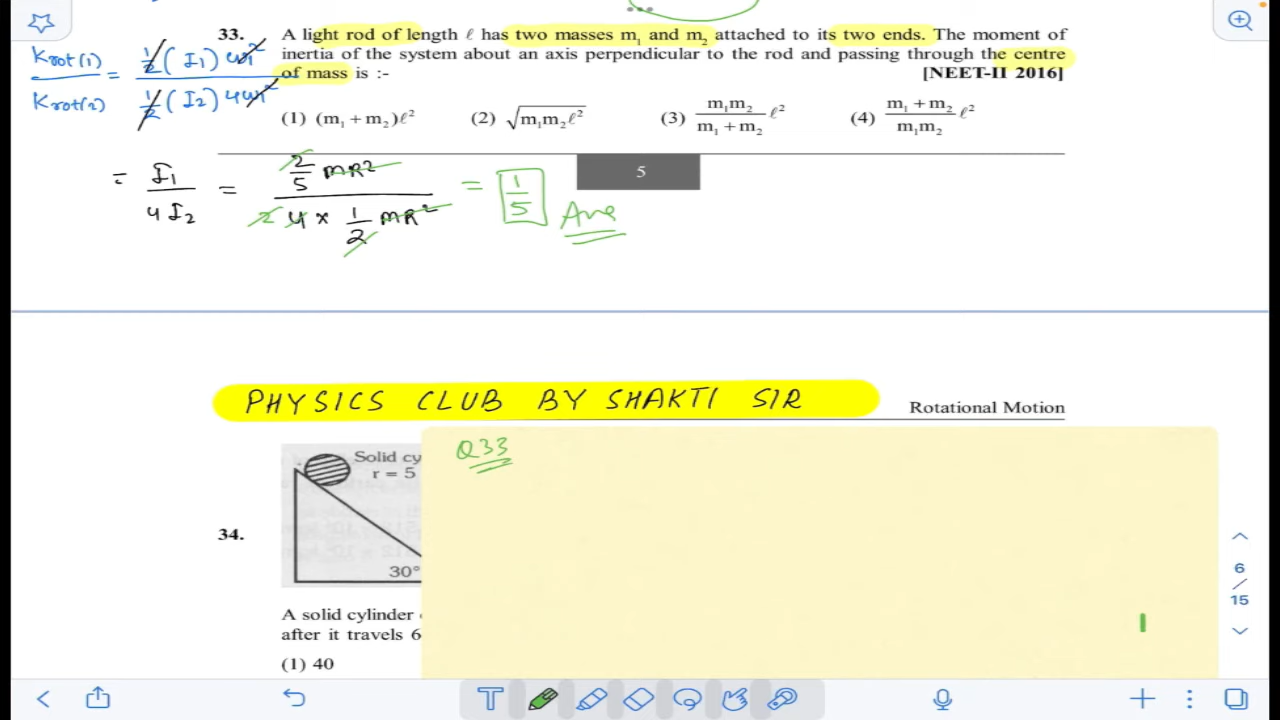 33. A light rod of length ℓ has two masses m₁ and m₂ attached to its two ends. The moment of
inertia of the system about an axis perpendicular to the rod and passing through the centre
of mass is :- [NEET-II 2016]
(1) (m₁ + m₂)ℓ² (2) √m₁m₂ℓ² (3) m₁m₂/m₁ + m₂ ℓ² (4) m₁ + m₂/m₁m₂ ℓ²
Krot(1)/Krot(2) = ½ (I₁) ω²/½ (I₂) 4ω²
= I₁/4I₂ = 2/5 mR²/4 × 1/2 mR² = 1/5 Ans
2
5
PHYSICS CLUB BY SHAKTI SIR
Rotational Motion
Q33
Solid cy
r = 5
34.
30°
A solid cylinder
after it travels 6
(1) 40
6
/
15
T